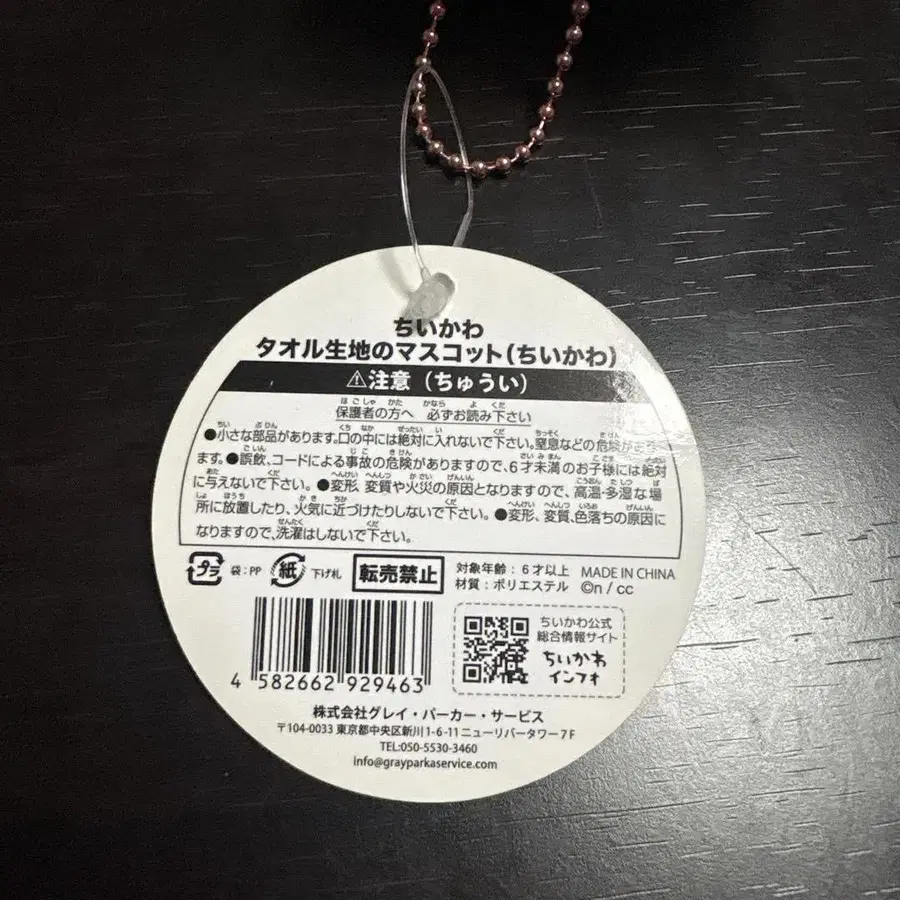 ちいかわ
タオル生地のマスコット(ちいかわ)
⚠注意（ちゅうい）
保護者の方へ 必ずお読み下さい
●小さな部品があります。口の中には絶対に入れないで下さい。窒息などの危険があり
ます。●誤飲、コードによる事故の危険がありますので、6才未満のお子様には絶対
に与えないで下さい。●変形、変質や火災の原因となりますので、高温・多湿な場
所に放置したり、火気に近づけたりしないで下さい。●変形、変質、色落ちの原因に
なりますので、洗濯はしないで下さい。
プラ 袋:PP 紙 下げ札 転売禁止
対象年齢：6才以上 MADE IN CHINA
材質：ポリエステル ©n / cc
4 582662 929463
ちいかわ公式
総合情報サイト
ちいかわ
インフォ
株式会社グレイ・パーカー・サービス
〒104-0033 東京都中央区新川1-6-11ニューリバータワー7F
TEL:050-5530-3460
info@grayparkaservice.com